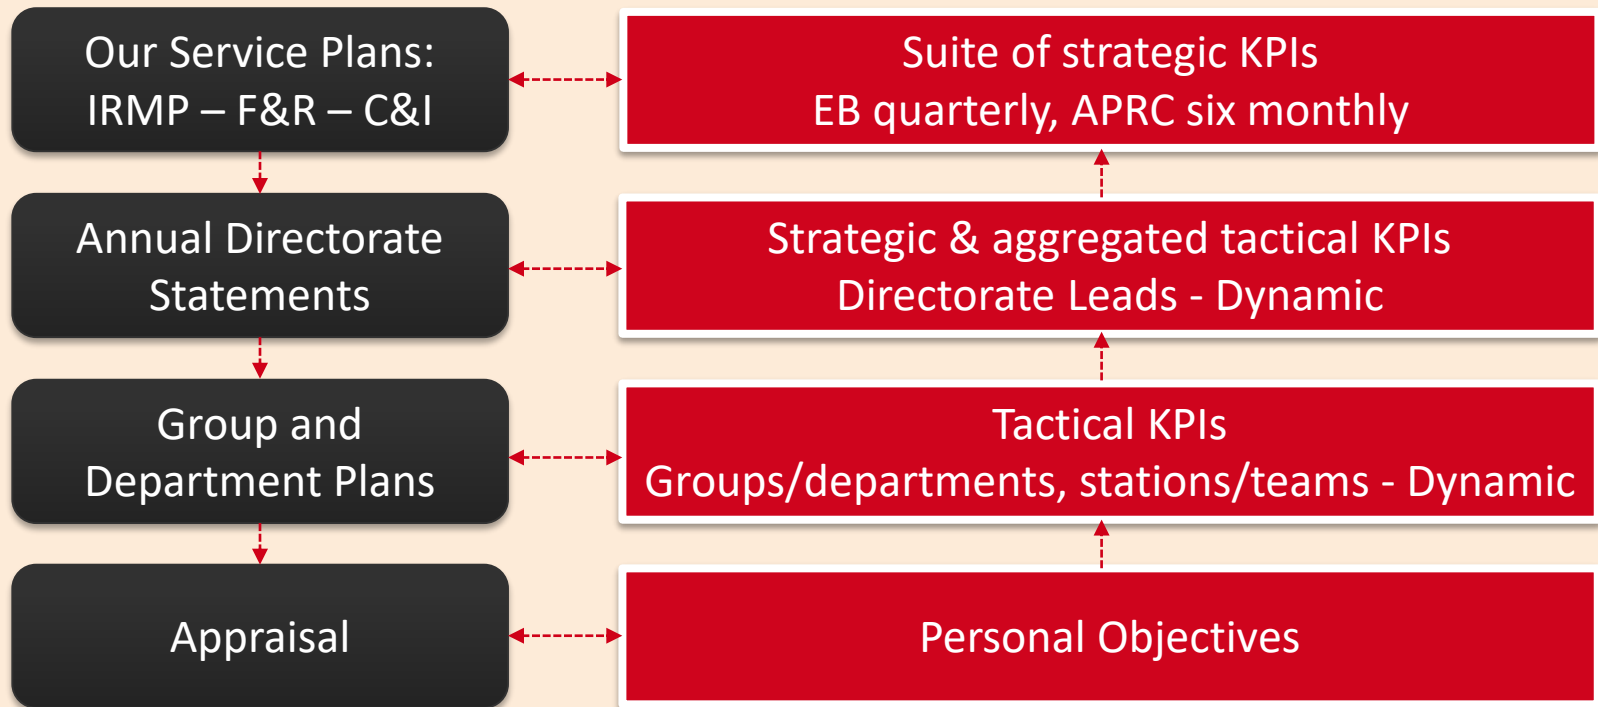 Our Service Plans:
IRMP – F&R – C&I
Suite of strategic KPIs
EB quarterly, APRC six monthly
Annual Directorate
Statements
Strategic & aggregated tactical KPIs
Directorate Leads - Dynamic
Group and
Department Plans
Tactical KPIs
Groups/departments, stations/teams - Dynamic
Appraisal
Personal Objectives